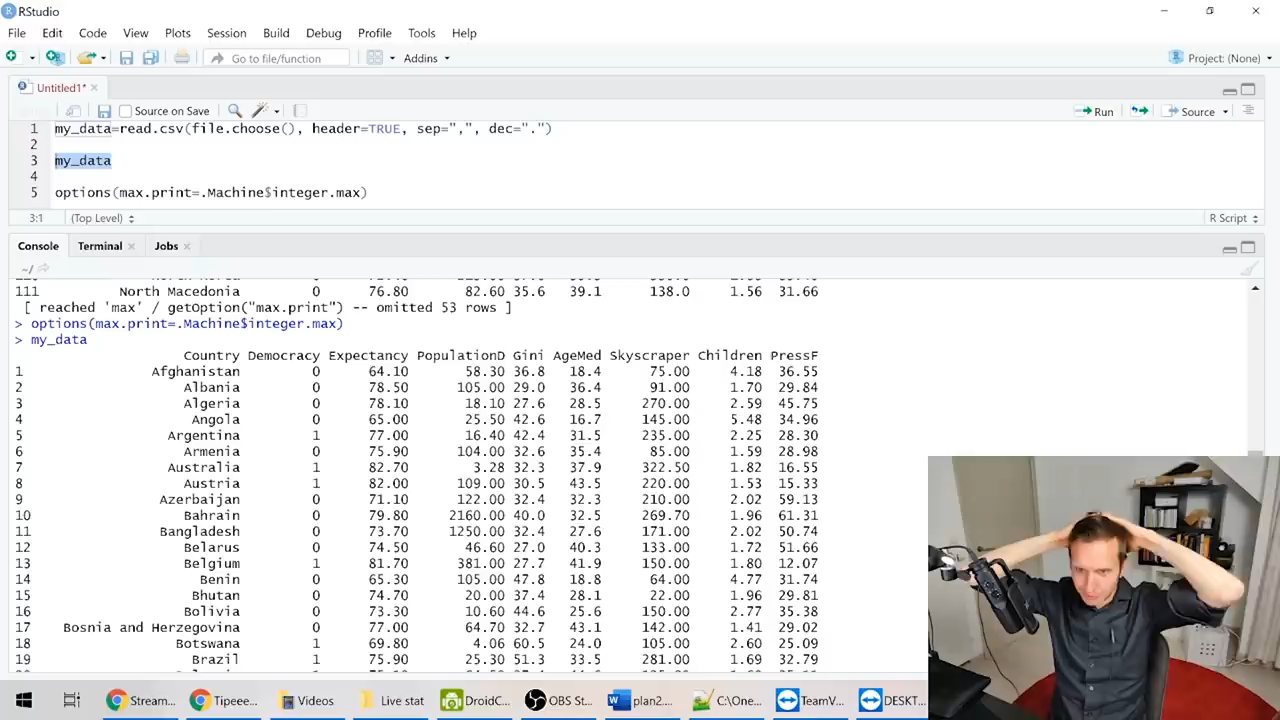 RStudio
File Edit Code View Plots Session Build Debug Profile Tools Help
Go to file/function Addins Project: (None)
Untitled1*
Source on Save Run Source
1 my_data=read.csv(file.choose(), header=TRUE, sep=",", dec=".")
2
3 my_data
4
5 options(max.print=.Machine$integer.max)
3:1 (Top Level) R Script
Console Terminal Jobs
~/
111 North Macedonia 0 76.80 82.60 35.6 39.1 138.0 1.56 31.66
[ reached 'max' / getOption("max.print") -- omitted 53 rows ]
> options(max.print=.Machine$integer.max)
> my_data
Country Democracy Expectancy PopulationD Gini AgeMed Skyscraper Children PressF
1 Afghanistan 0 64.10 58.30 36.8 18.4 75.00 4.18 36.55
2 Albania 0 78.50 105.00 29.0 36.4 91.00 1.70 29.84
3 Algeria 0 78.10 18.10 27.6 28.5 270.00 2.59 45.75
4 Angola 0 65.00 25.50 42.6 16.7 145.00 5.48 34.96
5 Argentina 1 77.00 16.40 42.4 31.5 235.00 2.25 28.30
6 Armenia 0 75.90 104.00 32.6 35.4 85.00 1.59 28.98
7 Australia 1 82.70 3.28 32.3 37.9 322.50 1.82 16.55
8 Austria 1 82.00 109.00 30.5 43.5 220.00 1.53 15.33
9 Azerbaijan 0 71.10 122.00 32.4 32.3 210.00 2.02 59.13
10 Bahrain 0 79.80 2160.00 40.0 32.5 269.70 1.96 61.31
11 Bangladesh 0 73.70 1250.00 32.4 27.6 171.00 2.02 50.74
12 Belarus 0 74.50 46.60 27.0 40.3 133.00 1.72 51.66
13 Belgium 1 81.70 381.00 27.7 41.9 150.00 1.80 12.07
14 Benin 0 65.30 105.00 47.8 18.8 64.00 4.77 31.74
15 Bhutan 0 74.70 20.00 37.4 28.1 22.00 1.96 29.81
16 Bolivia 0 73.30 10.60 44.6 25.6 150.00 2.77 35.38
17 Bosnia and Herzegovina 0 77.00 64.70 32.7 43.1 142.00 1.41 29.02
18 Botswana 1 69.80 4.06 60.5 24.0 105.00 2.60 25.09
19 Brazil 1 75.90 25.30 51.3 33.5 281.00 1.69 32.79
Stream... Tipeee... Videos Live stat DroidC... OBS St... plan2.... C:\One... TeamV... DESKT...